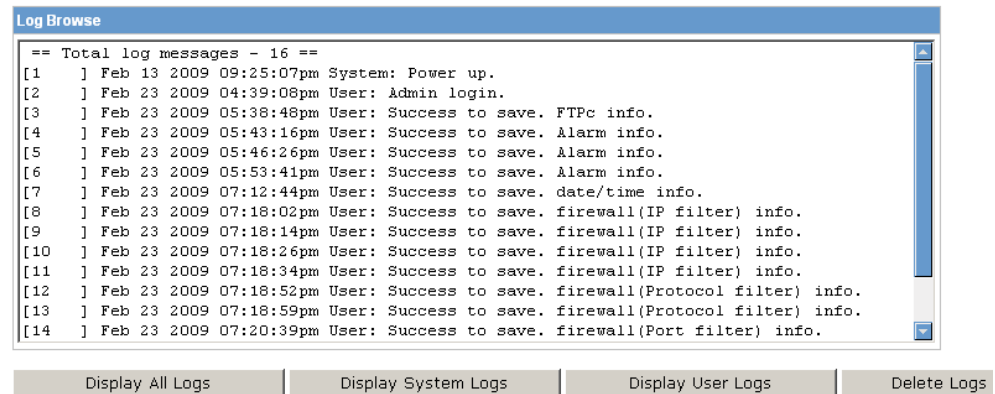 Log Browse
== Total log messages - 16 ==
[1    ] Feb 13 2009 09:25:07pm System: Power up.
[2    ] Feb 23 2009 04:39:08pm User: Admin login.
[3    ] Feb 23 2009 05:38:48pm User: Success to save. FTPc info.
[4    ] Feb 23 2009 05:43:16pm User: Success to save. Alarm info.
[5    ] Feb 23 2009 05:46:26pm User: Success to save. Alarm info.
[6    ] Feb 23 2009 05:53:41pm User: Success to save. Alarm info.
[7    ] Feb 23 2009 07:12:44pm User: Success to save. date/time info.
[8    ] Feb 23 2009 07:18:02pm User: Success to save. firewall(IP filter) info.
[9    ] Feb 23 2009 07:18:14pm User: Success to save. firewall(IP filter) info.
[10   ] Feb 23 2009 07:18:26pm User: Success to save. firewall(IP filter) info.
[11   ] Feb 23 2009 07:18:34pm User: Success to save. firewall(IP filter) info.
[12   ] Feb 23 2009 07:18:52pm User: Success to save. firewall(Protocol filter) info.
[13   ] Feb 23 2009 07:18:59pm User: Success to save. firewall(Protocol filter) info.
[14   ] Feb 23 2009 07:20:39pm User: Success to save. firewall(Port filter) info.
Display All Logs Display System Logs Display User Logs Delete Logs